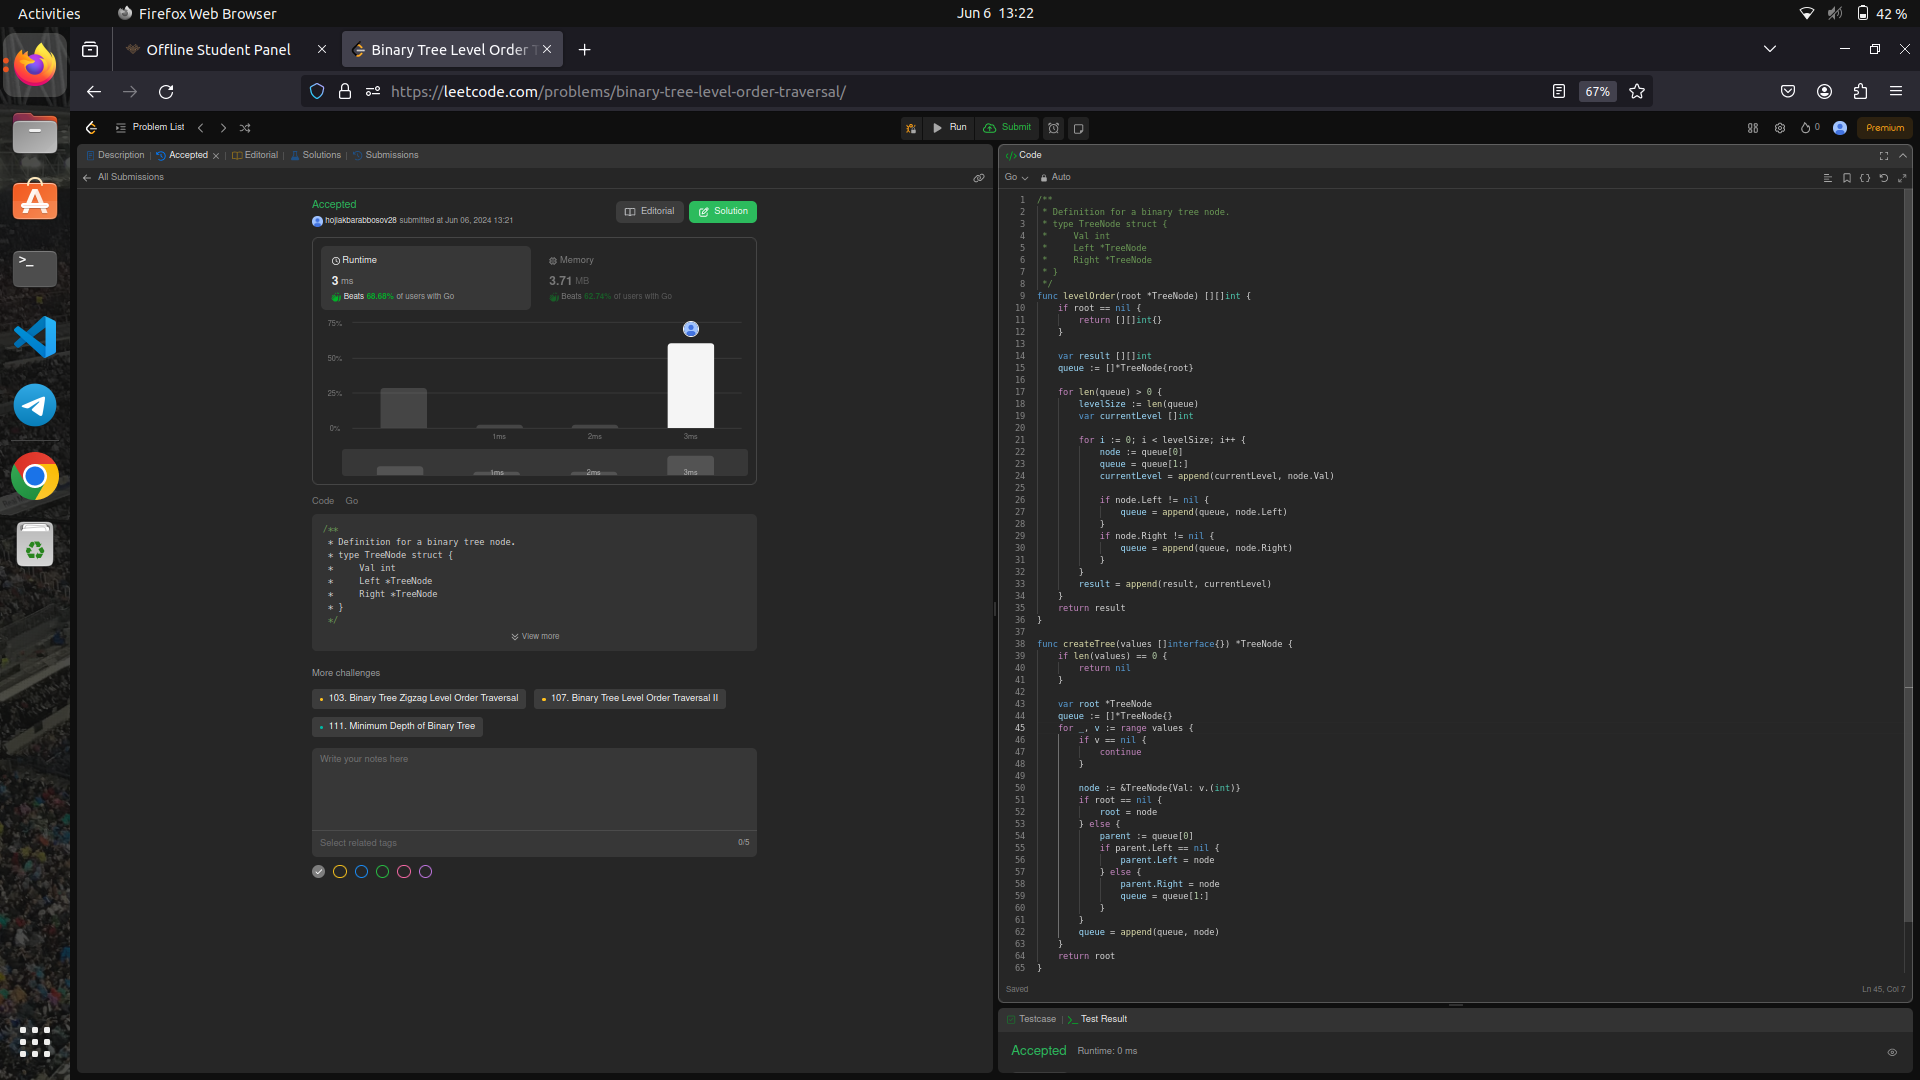 Activities
Firefox Web Browser
Jun 6 13:22
42 %
Offline Student Panel
Binary Tree Level Order T
https://leetcode.com/problems/binary-tree-level-order-traversal/
67%
Problem List
Run
Submit
0
Premium
Description
Accepted
Editorial
Solutions
Submissions
All Submissions
Accepted
hojiakbarabbosov28 submitted at Jun 06, 2024 13:21
Editorial
Solution
Runtime
3 ms
Beats 68.68% of users with Go
Memory
3.71 MB
Beats 62.74% of users with Go
75%
50%
25%
0%
1ms
2ms
3ms
1ms
2ms
3ms
Code
Go
/**
* Definition for a binary tree node.
* type TreeNode struct {
*     Val int
*     Left *TreeNode
*     Right *TreeNode
* }
*/
View more
More challenges
103. Binary Tree Zigzag Level Order Traversal
107. Binary Tree Level Order Traversal II
111. Minimum Depth of Binary Tree
Write your notes here
Select related tags
0/5
Code
Go
Auto
1 /**
2  * Definition for a binary tree node.
3  * type TreeNode struct {
4  *     Val int
5  *     Left *TreeNode
6  *     Right *TreeNode
7  * }
8  */
9 func levelOrder(root *TreeNode) [][]int {
10     if root == nil {
11         return [][]int{}
12     }
13
14     var result [][]int
15     queue := []*TreeNode{root}
16
17     for len(queue) > 0 {
18         levelSize := len(queue)
19         var currentLevel []int
20
21         for i := 0; i < levelSize; i++ {
22             node := queue[0]
23             queue = queue[1:]
24             currentLevel = append(currentLevel, node.Val)
25
26             if node.Left != nil {
27                 queue = append(queue, node.Left)
28             }
29             if node.Right != nil {
30                 queue = append(queue, node.Right)
31             }
32         }
33         result = append(result, currentLevel)
34     }
35     return result
36 }
37
38 func createTree(values []interface{}) *TreeNode {
39     if len(values) == 0 {
40         return nil
41     }
42
43     var root *TreeNode
44     queue := []*TreeNode{}
45     for _, v := range values {
46         if v == nil {
47             continue
48         }
49
50         node := &TreeNode{Val: v.(int)}
51         if root == nil {
52             root = node
53         } else {
54             parent := queue[0]
55             if parent.Left == nil {
56                 parent.Left = node
57             } else {
58                 parent.Right = node
59                 queue = queue[1:]
60             }
61         }
62         queue = append(queue, node)
63     }
64     return root
65 }
Saved
Ln 45, Col 7
Testcase
Test Result
Accepted
Runtime: 0 ms